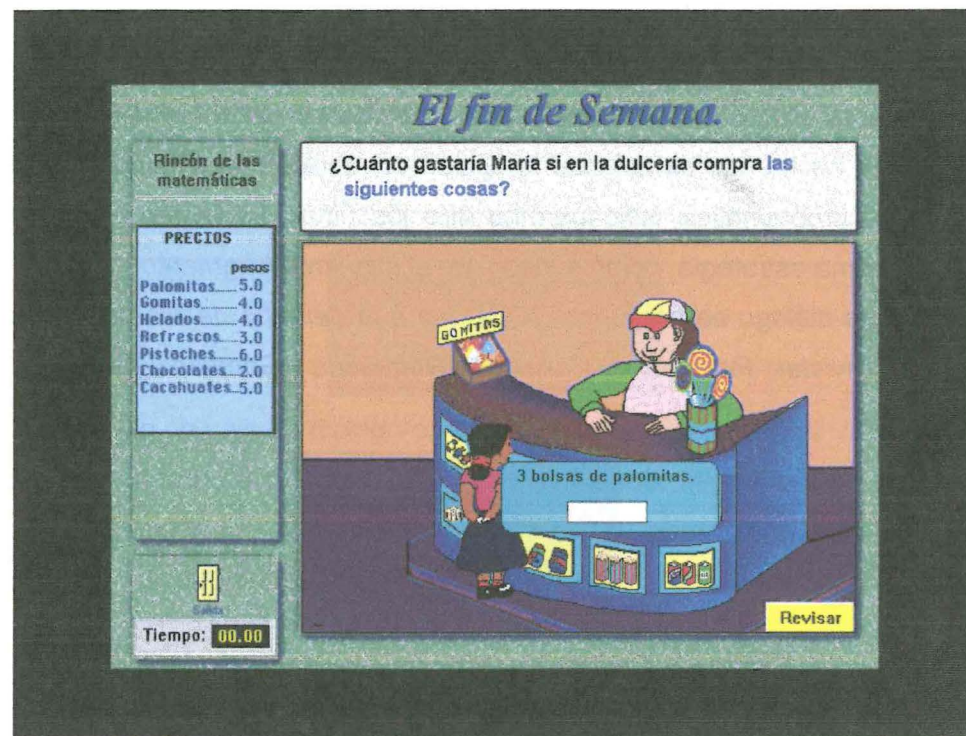 El fin de Semana.
Rincón de las
matemáticas
¿Cuánto gastaría María si en la dulcería compra las
siguientes cosas?
PRECIOS
pesos
Palomitas......5.0
Gomitas.........4.0
Helados.........4.0
Refrescos.....3.0
Pistaches.....6.0
Chocolates...2.0
Cacahuates..5.0
GOMITAS
3 bolsas de palomitas.
Salida
Tiempo: 00.00
Revisar